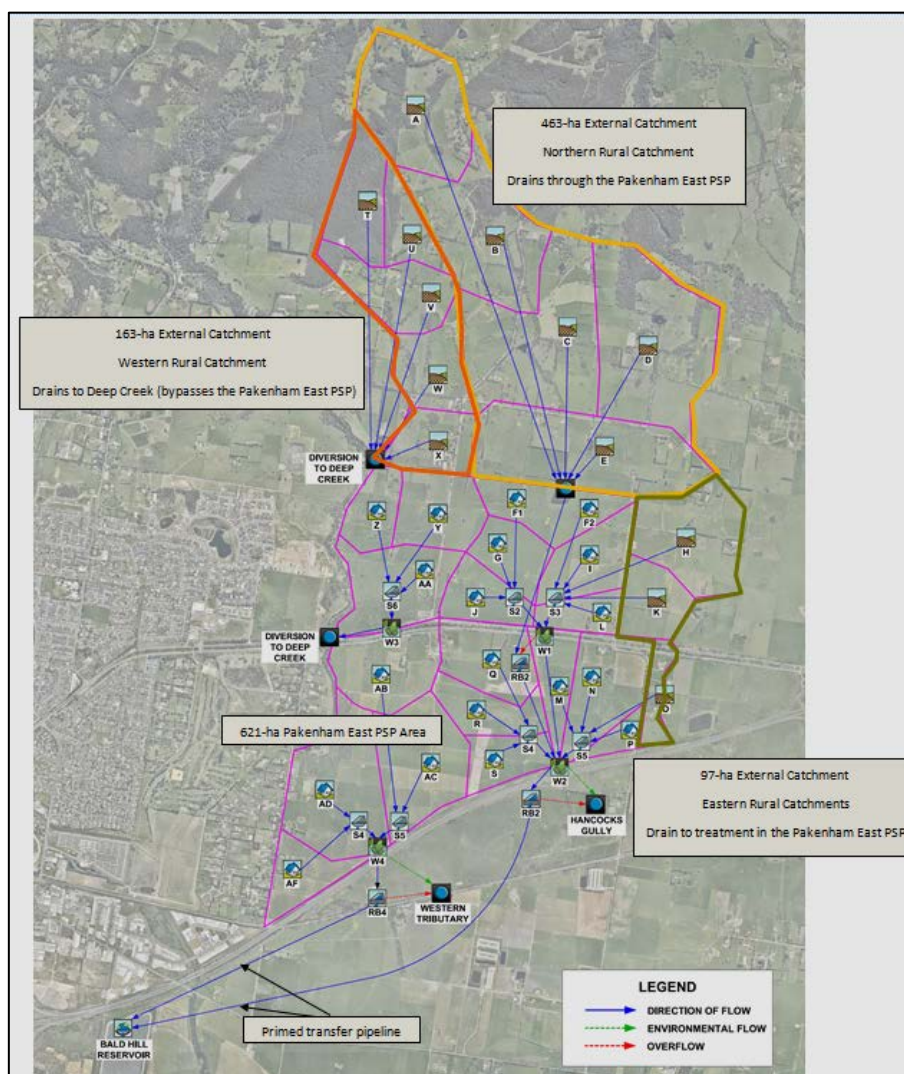 463-ha External Catchment
Northern Rural Catchment
Drains through the Pakenham East PSP
A
T
U
B
V
C
D
163-ha External Catchment
Western Rural Catchment
Drains to Deep Creek (bypasses the Pakenham East PSP)
W
X
E
DIVERSION
TO DEEP
CREEK
F1
F2
Z
Y
G
H
I
AA
J
S6
S2
S3
K
L
DIVERSION
TO DEEP
CREEK
W3
W1
Q
RB2
AB
M
N
O
R
621-ha Pakenham East PSP Area
S
S4
S5
P
W2
AC
97-ha External Catchment
Eastern Rural Catchments
Drain to treatment in the Pakenham East PSP
AD
RB2
HANCOCKS
GULLY
S4
S5
W4
AF
RB4
WESTERN
TRIBUTARY
LEGEND
DIRECTION OF FLOW
ENVIRONMENTAL FLOW
OVERFLOW
Primed transfer pipeline
BALD HILL
RESERVOIR